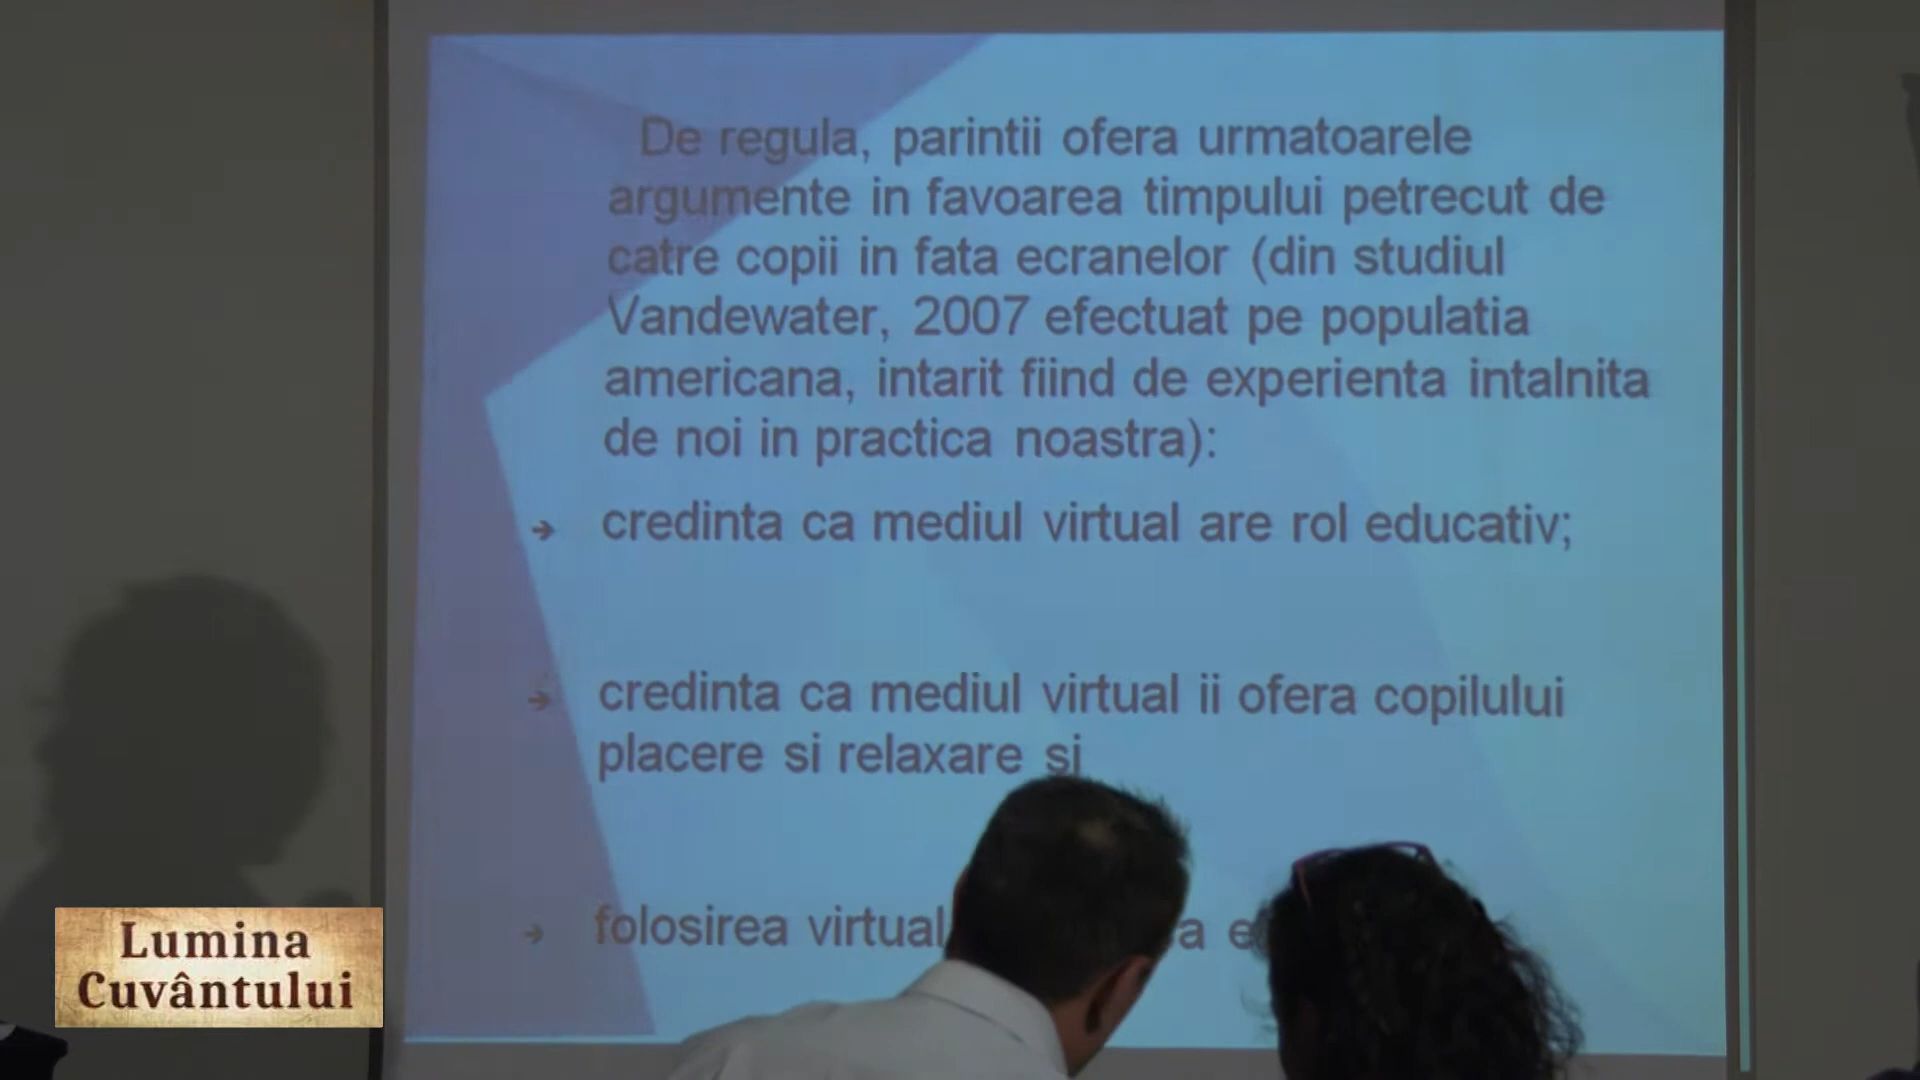 De regula, parintii ofera urmatoarele
argumente in favoarea timpului petrecut de
catre copii in fata ecranelor (din studiul
Vandewater, 2007 efectuat pe populatia
americana, intarit fiind de experienta intalnita
de noi in practica noastra):
➔ credinta ca mediul virtual are rol educativ;
➔ credinta ca mediul virtual ii ofera copilului
placere si relaxare si
➔ folosirea
Lumina
Cuvântului